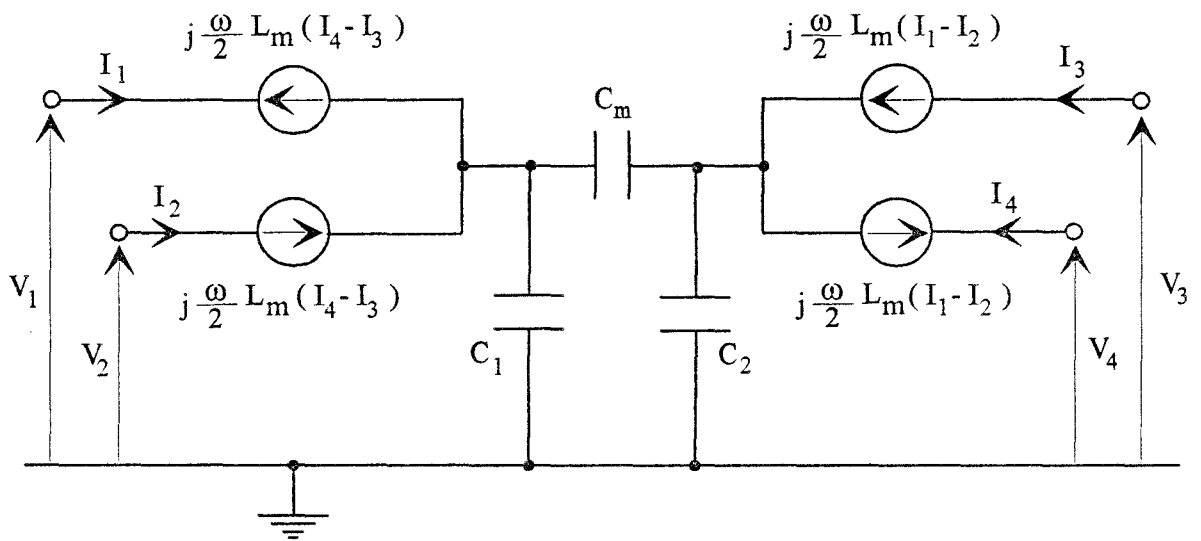 j ω/2 Lm ( I4 - I3 )
j ω/2 Lm ( I1 - I2 )
I1
Cm
I3
I2
I4
j ω/2 Lm ( I4 - I3 )
j ω/2 Lm ( I1 - I2 )
V1
V2
C1
C2
V4
V3